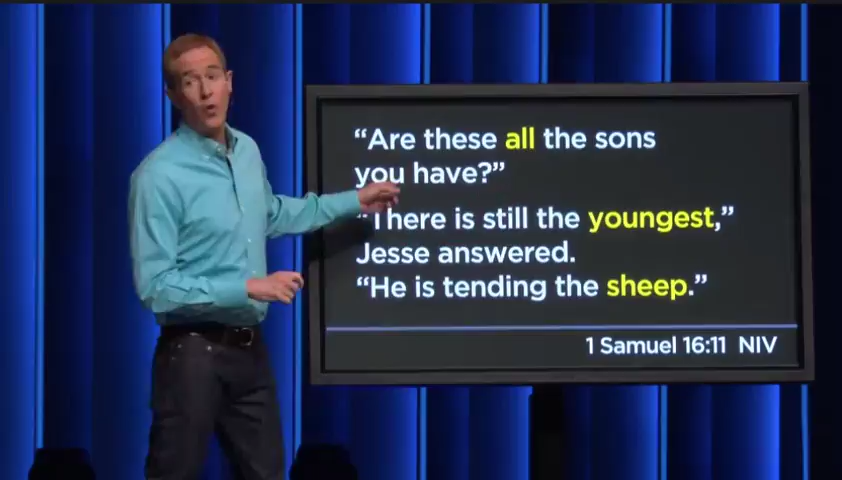 “Are these all the sons
you have?”
“There is still the youngest,”
Jesse answered.
“He is tending the sheep.”
1 Samuel 16:11 NIV